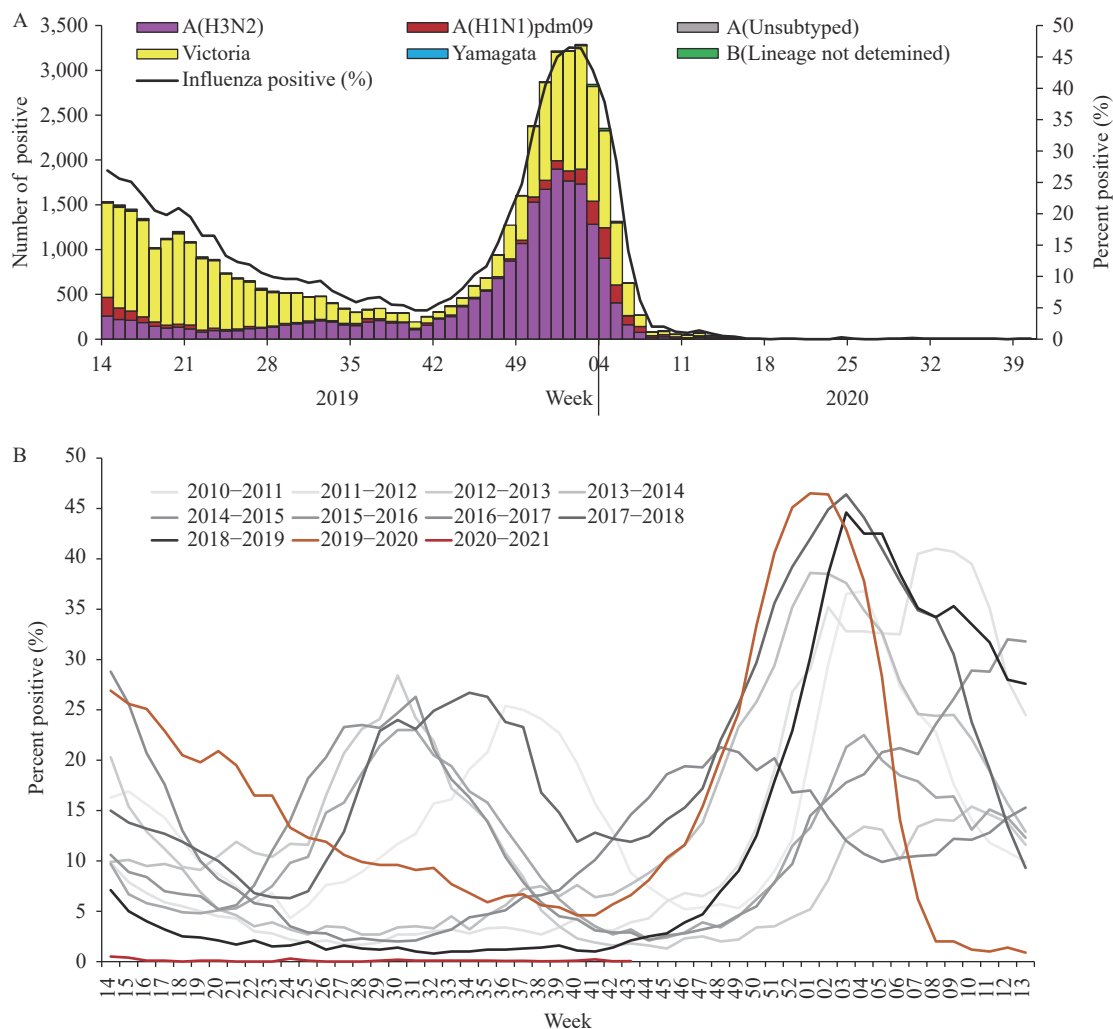 A
A(H3N2) A(H1N1)pdm09 A(Unsubtyped)
Victoria Yamagata B(Lineage not detemined)
Influenza positive (%)
Number of positive
3,500
3,000
2,500
2,000
1,500
1,000
500
0
Percent positive (%)
50
45
40
35
30
25
20
15
10
5
0
14 21 28 35 42 49 04 11 18 25 32 39
2019 Week 2020
B
Percent positive (%)
50
45
40
35
30
25
20
15
10
5
0
2010−2011 2011−2012 2012−2013 2013−2014
2014−2015 2015−2016 2016−2017 2017−2018
2018−2019 2019−2020 2020−2021
14 15 16 17 18 19 20 21 22 23 24 25 26 27 28 29 30 31 32 33 34 35 36 37 38 39 40 41 42 43 44 45 46 47 48 49 50 51 52 01 02 03 04 05 06 07 08 09 10 11 12 13
Week